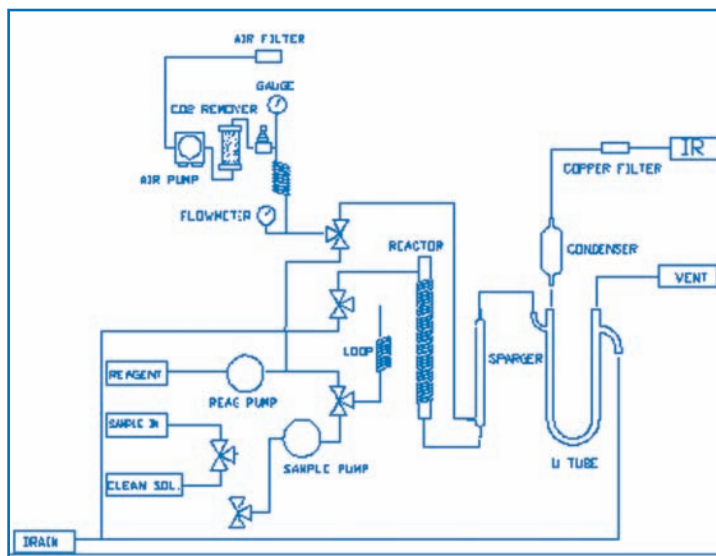 AIR FILTER
GAUGE
CO2 REMOVER
AIR PUMP
IR
COPPER FILTER
FLOWMETER
CONDENSER
REACTOR
VENT
LOOP
SPARGER
REAGENT
REAG PUMP
SAMPLE IN
SAMPLE PUMP
U TUBE
CLEAN SOL.
DRAIN